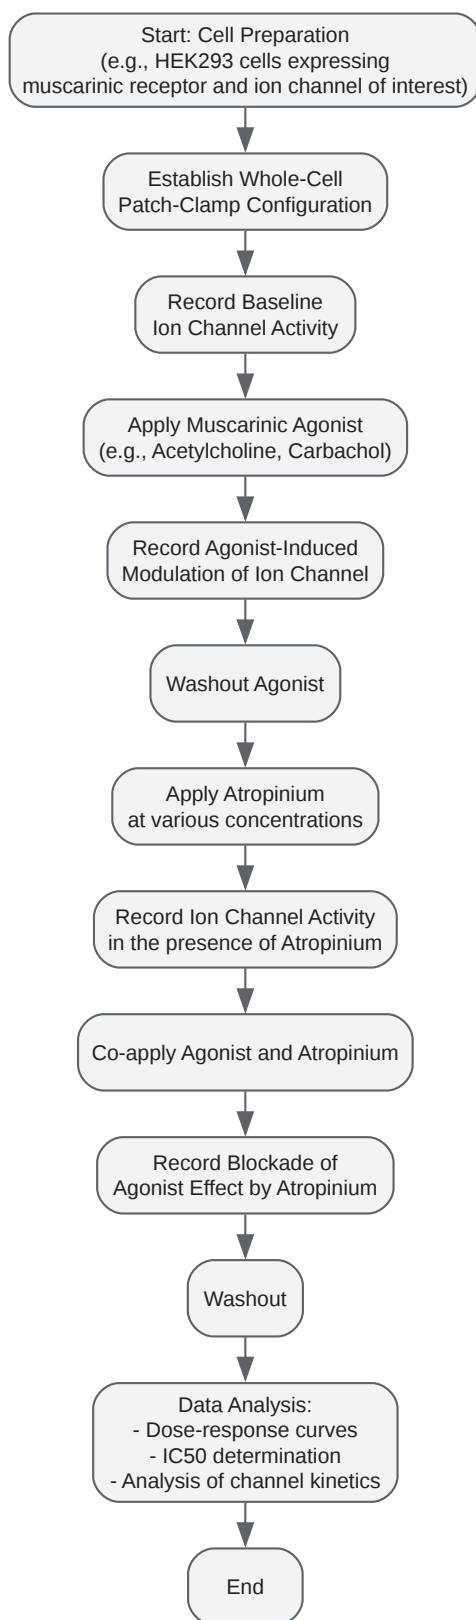 Start: Cell Preparation
(e.g., HEK293 cells expressing
muscarinic receptor and ion channel of interest)
Establish Whole-Cell
Patch-Clamp Configuration
Record Baseline
Ion Channel Activity
Apply Muscarinic Agonist
(e.g., Acetylcholine, Carbachol)
Record Agonist-Induced
Modulation of Ion Channel
Washout Agonist
Apply Atropinium
at various concentrations
Record Ion Channel Activity
in the presence of Atropinium
Co-apply Agonist and Atropinium
Record Blockade of
Agonist Effect by Atropinium
Washout
Data Analysis:
- Dose-response curves
- IC50 determination
- Analysis of channel kinetics
End